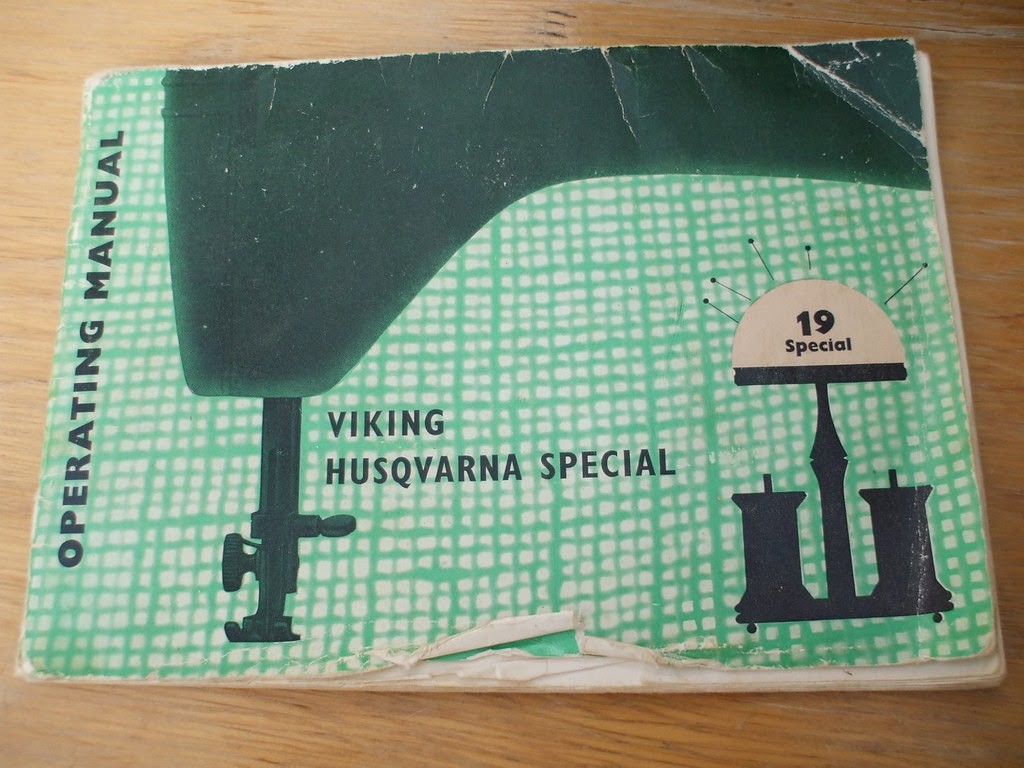 OPERATING MANUAL
VIKING
HUSQVARNA SPECIAL
19
Special